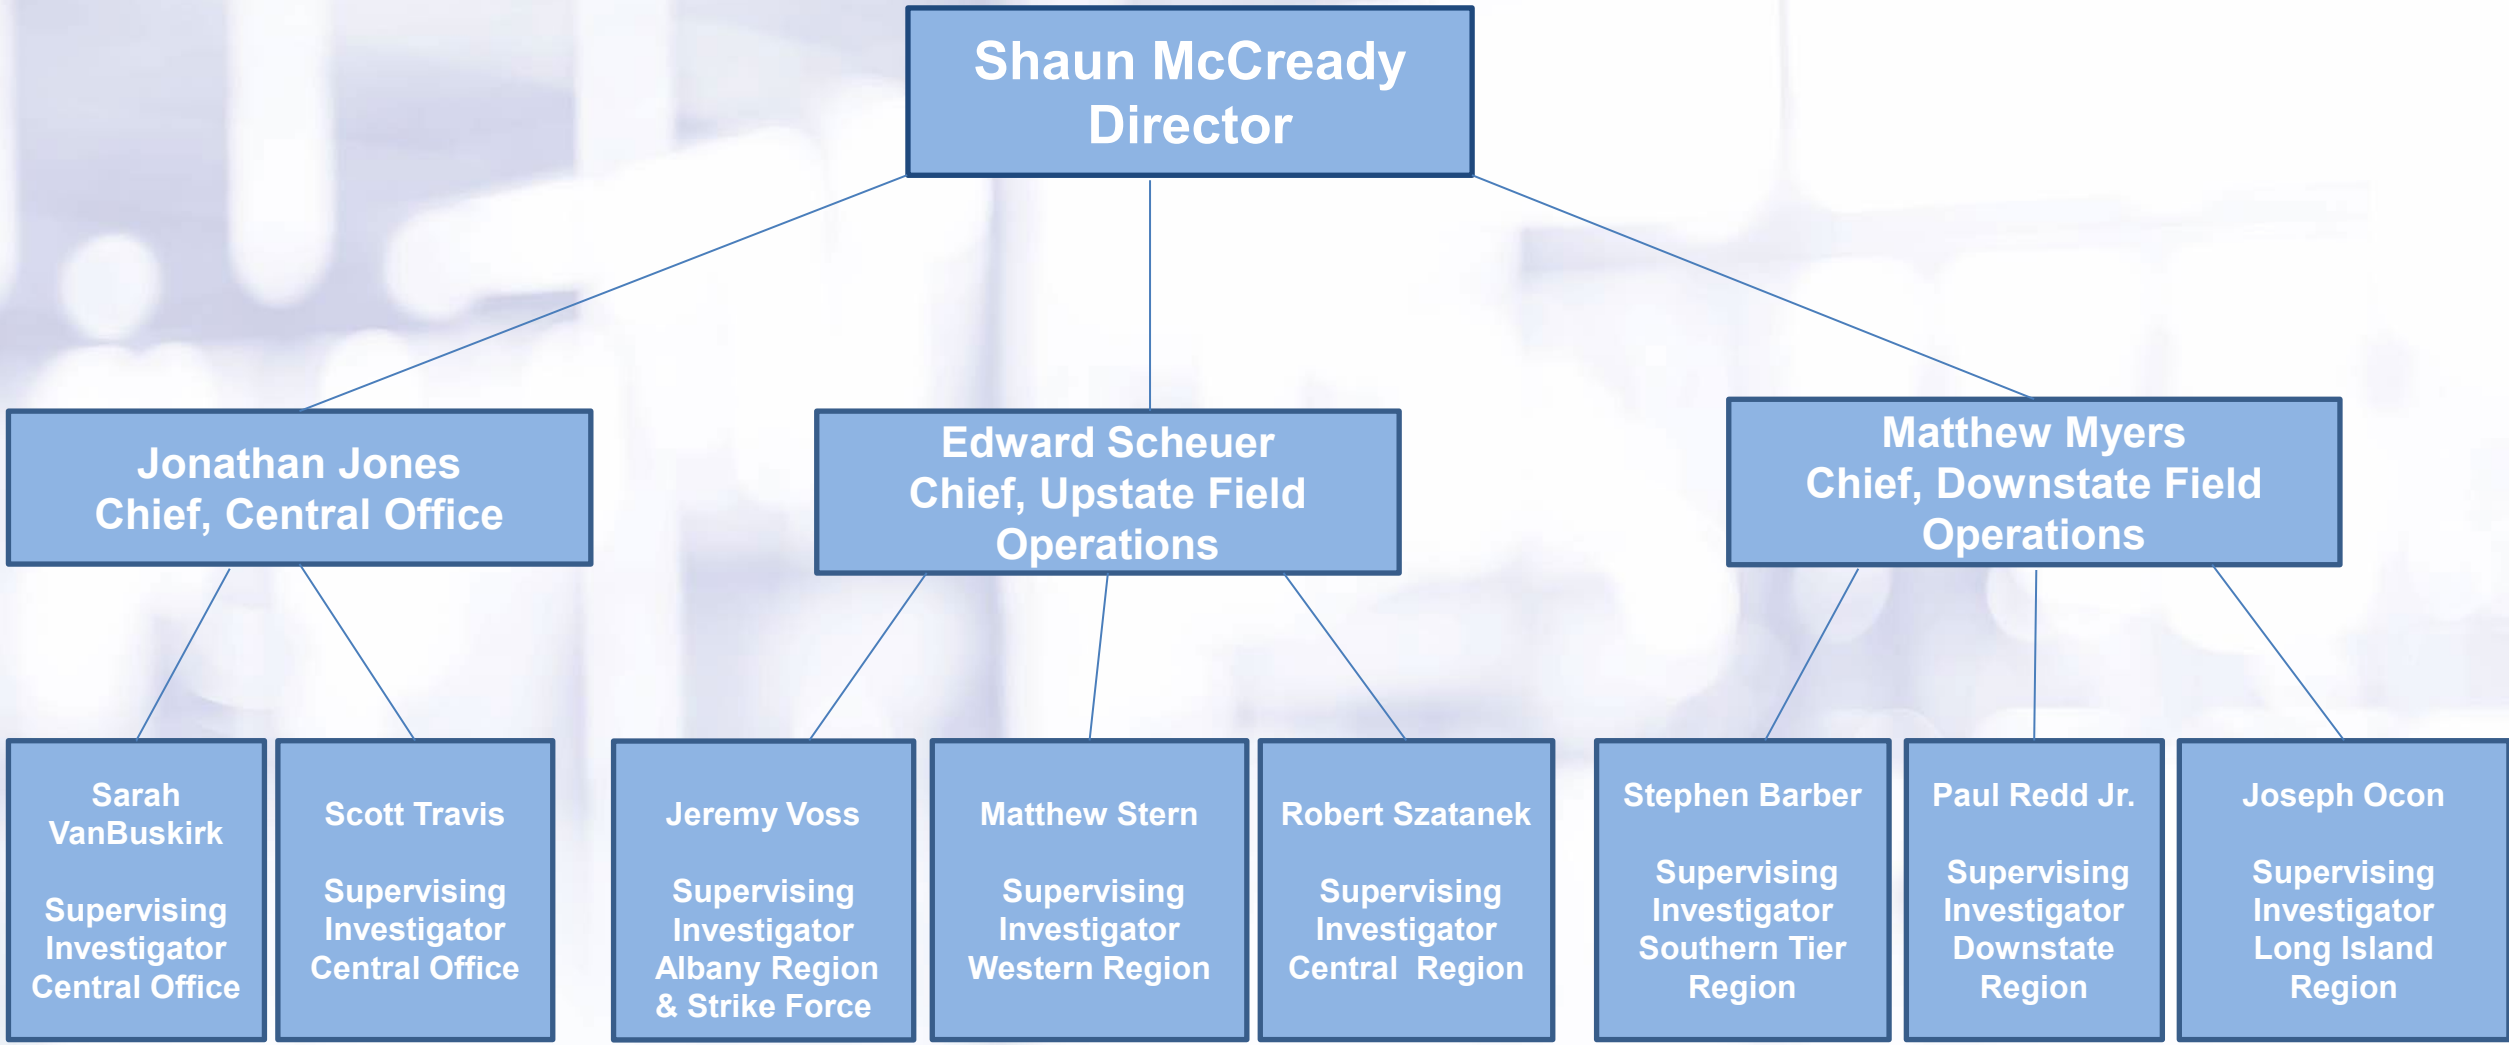 Shaun McCready
Director
Jonathan Jones
Chief, Central Office
Edward Scheuer
Chief, Upstate Field
Operations
Matthew Myers
Chief, Downstate Field
Operations
Sarah
VanBuskirk
Supervising
Investigator
Central Office
Scott Travis
Supervising
Investigator
Central Office
Jeremy Voss
Supervising
Investigator
Albany Region
& Strike Force
Matthew Stern
Supervising
Investigator
Western Region
Robert Szatanek
Supervising
Investigator
Central  Region
Stephen Barber
Supervising
Investigator
Southern Tier
Region
Paul Redd Jr.
Supervising
Investigator
Downstate
Region
Joseph Ocon
Supervising
Investigator
Long Island
Region